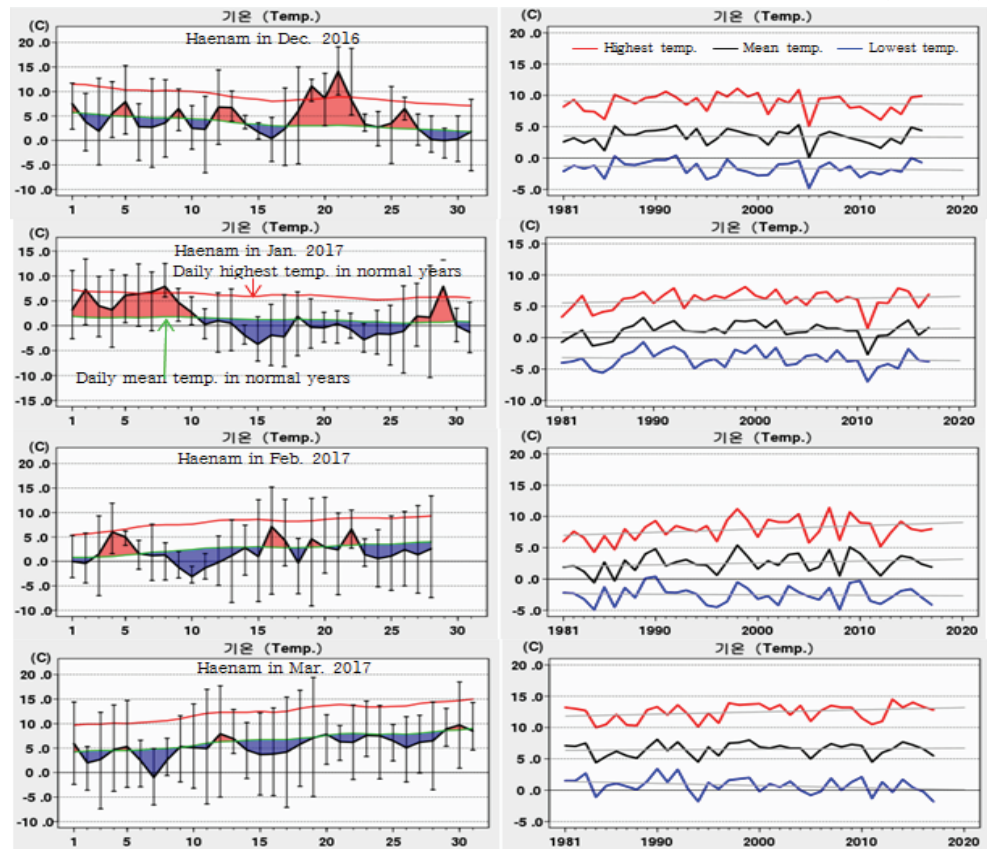 기온 (Temp.)
(C)
Haenam in Dec. 2016
20 .0
15 .0
10 .0
5 .0
0 .0
-5 .0
-10 .0
1 5 10 15 20 25 30
기온 (Temp.)
(C)
Highest temp. Mean temp. Lowest temp.
20 .0
15 .0
10 .0
5 .0
0 .0
-5 .0
1981 1990 2000 2010 2020
기온 (Temp.)
(C)
Haenam in Jan. 2017
Daily highest temp. in normal years
Daily mean temp. in normal years
15 .0
10 .0
5 .0
0 .0
-5 .0
-10 .0
-15 .0
1 5 10 15 20 25 30
기온 (Temp.)
(C)
15 .0
10 .0
5 .0
0 .0
-5 .0
-10 .0
1981 1990 2000 2010 2020
기온 (Temp.)
(C)
Haenam in Feb. 2017
20 .0
15 .0
10 .0
5 .0
0 .0
-5 .0
-10 .0
1 5 10 15 20 25 30
기온 (Temp.)
(C)
20 .0
15 .0
10 .0
5 .0
0 .0
-5 .0
1981 1990 2000 2010 2020
기온 (Temp.)
(C)
Haenam in Mar. 2017
20 .0
15 .0
10 .0
5 .0
0 .0
-5 .0
-10 .0
1 5 10 15 20 25 30
기온 (Temp.)
(C)
20 .0
15 .0
10 .0
5 .0
0 .0
-5 .0
1981 1990 2000 2010 2020